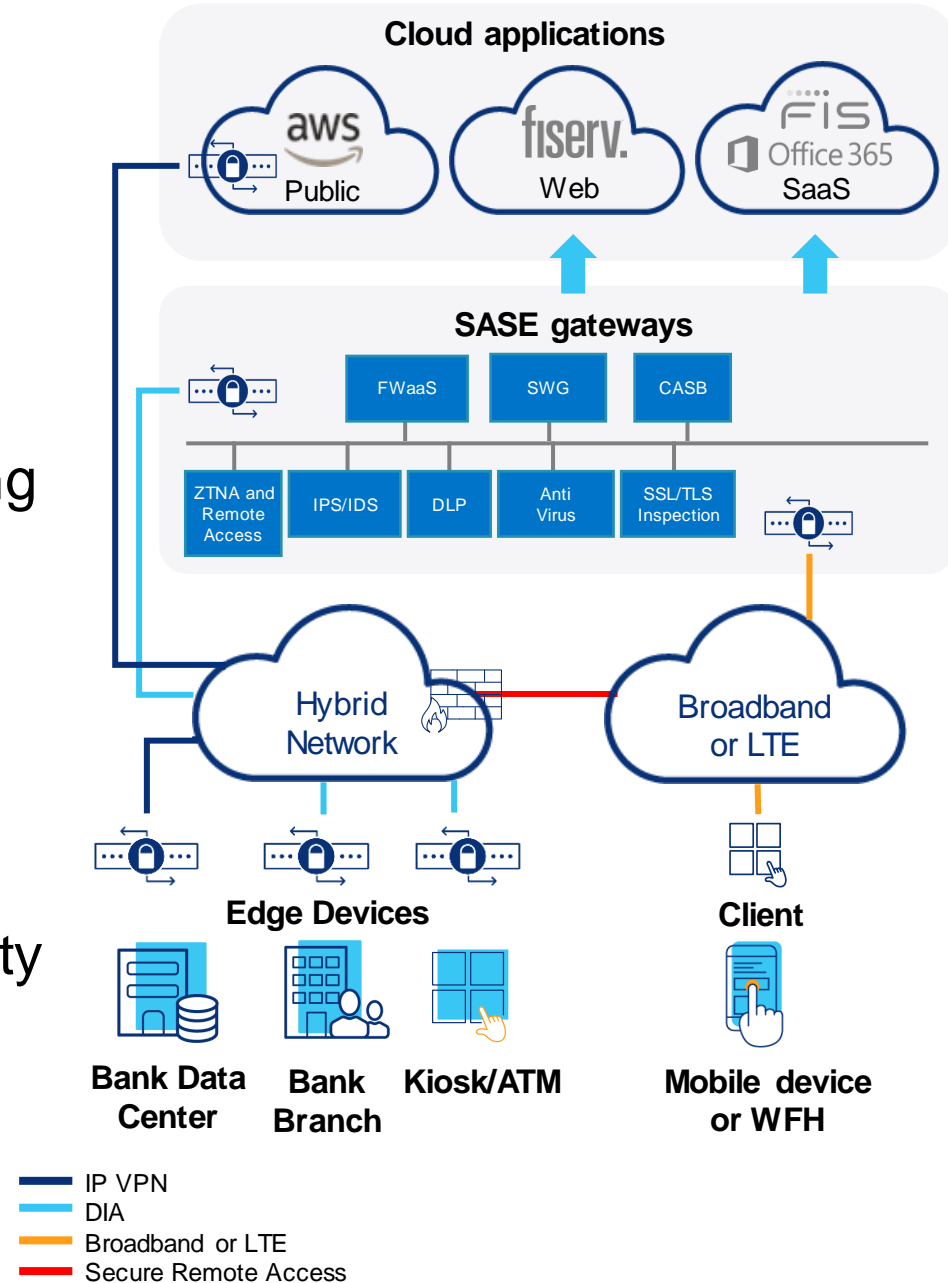 Cloud applications
aws
Public
fiserv.
Web
FIS
Office 365
SaaS
SASE gateways
FWaaS
SWG
CASB
ng
ZTNA and
Remote
Access
IPS/IDS
DLP
Anti
Virus
SSL/TLS
Inspection
Hybrid
Network
Broadband
or LTE
Edge Devices
Client
ty
Bank Data
Center
Bank
Branch
Kiosk/ATM
Mobile device
or WFH
IP VPN
DIA
Broadband or LTE
Secure Remote Access